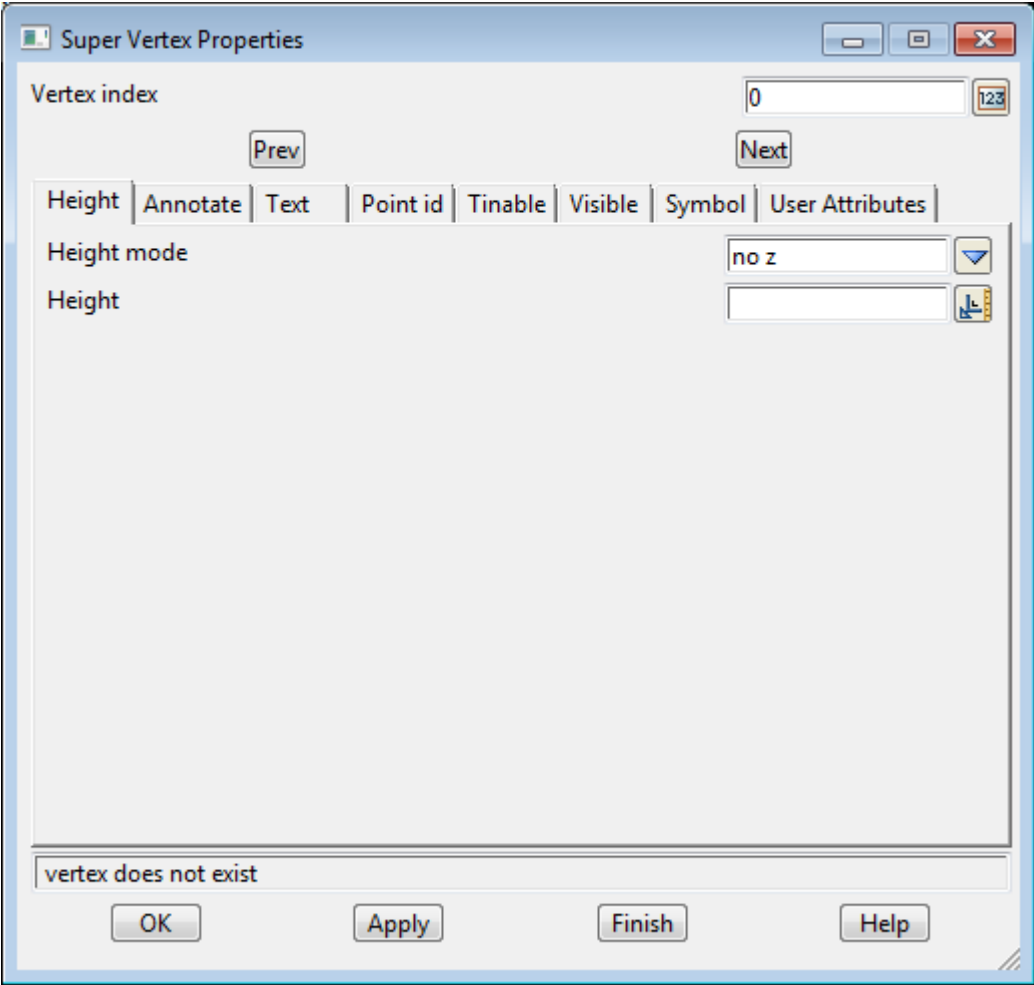 Super Vertex Properties
Vertex index 0 123
Prev Next
Height Annotate Text Point id Tinable Visible Symbol User Attributes
Height mode no z
Height
vertex does not exist
OK Apply Finish Help